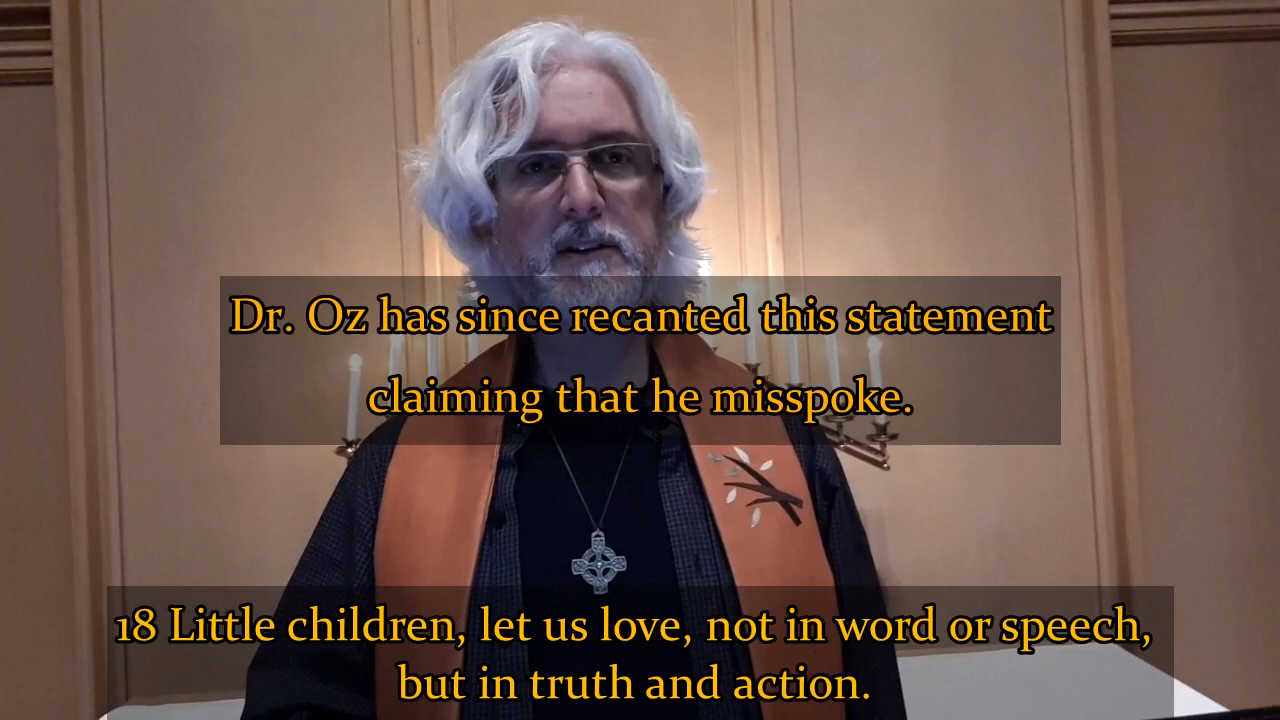 Dr. Oz has since recanted this statement
claiming that he misspoke.
18 Little children, let us love, not in word or speech,
but in truth and action.